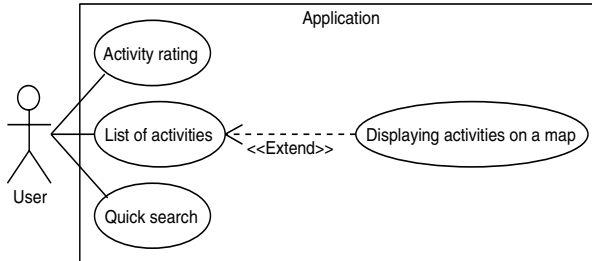 Application
Activity rating
List of activities
<<Extend>>
Displaying activities on a map
User
Quick search